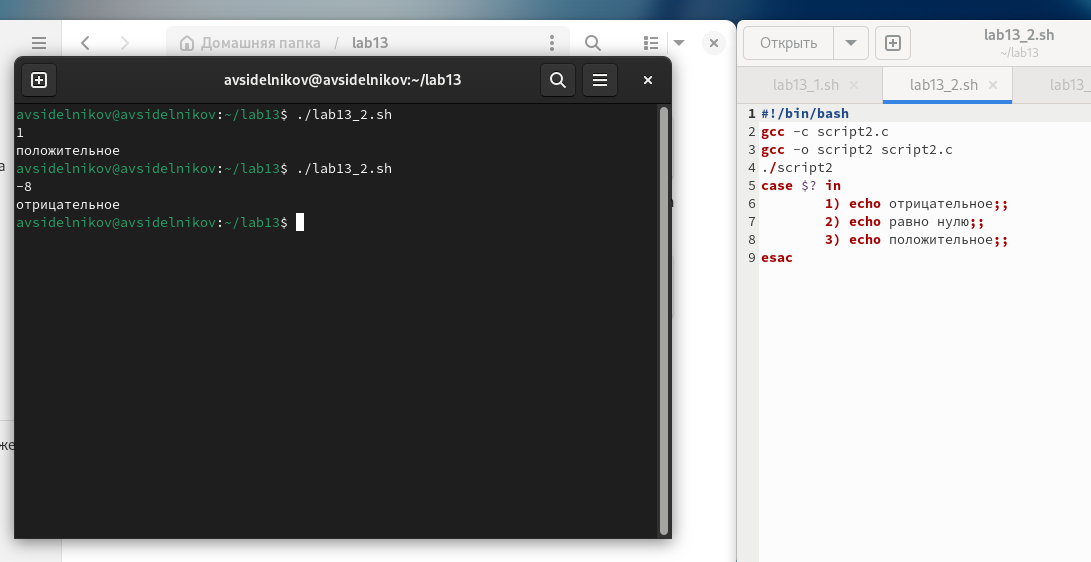 Домашняя папка / lab13
avsidelnikov@avsidelnikov:~/lab13
avsidelnikov@avsidelnikov:~/lab13$ ./lab13_2.sh
1
положительное
avsidelnikov@avsidelnikov:~/lab13$ ./lab13_2.sh
-8
отрицательное
avsidelnikov@avsidelnikov:~/lab13$
Открыть
lab13_2.sh
~/lab13
lab13_1.sh
lab13_2.sh
lab13_
1 #!/bin/bash
2 gcc -c script2.c
3 gcc -o script2 script2.c
4 ./script2
5 case $? in
6 1) echo отрицательное;;
7 2) echo равно нулю;;
8 3) echo положительное;;
9 esac